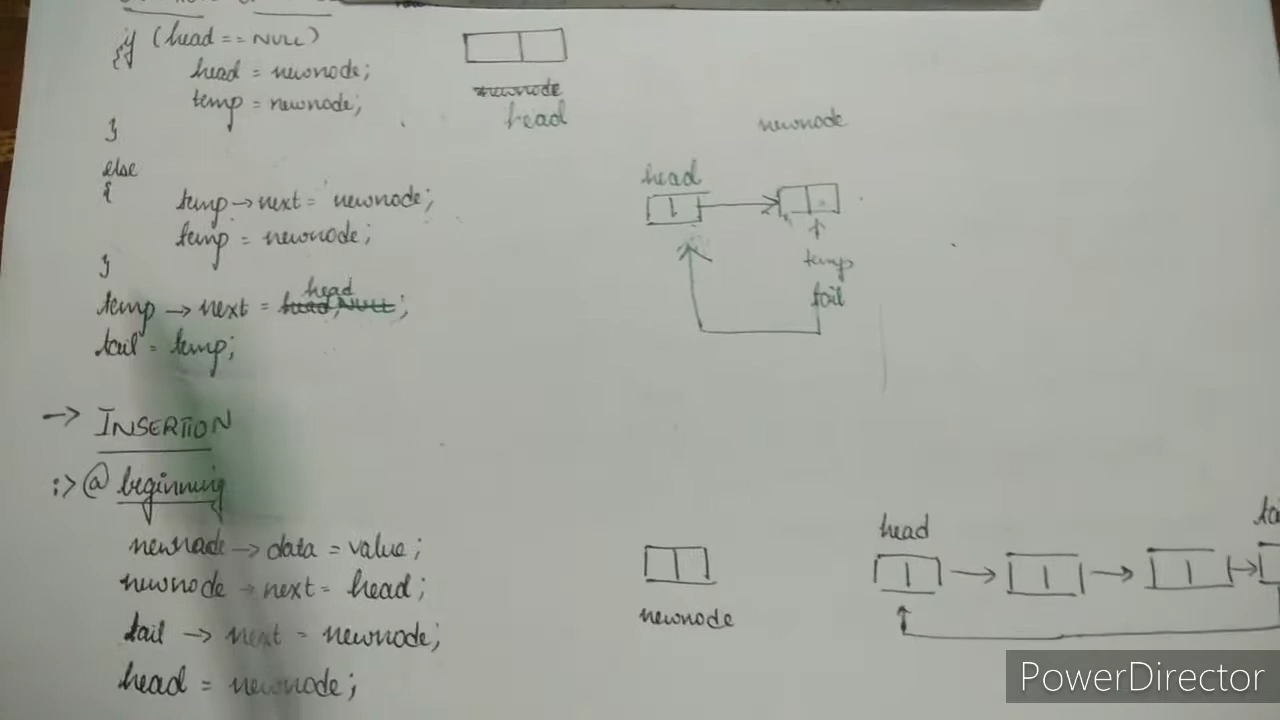 if (head == NULL)
{
head = newnode;
temp = newnode;
}
else
{
temp → next = newnode;
temp = newnode;
}
temp → next = head;
tail = temp;
newnode
head
newnode
head
temp
tail
→ INSERTION
i:> @ beginning
newnode → data = value;
newnode → next = head;
tail → next = newnode;
head = newnode;
newnode
head
PowerDirector